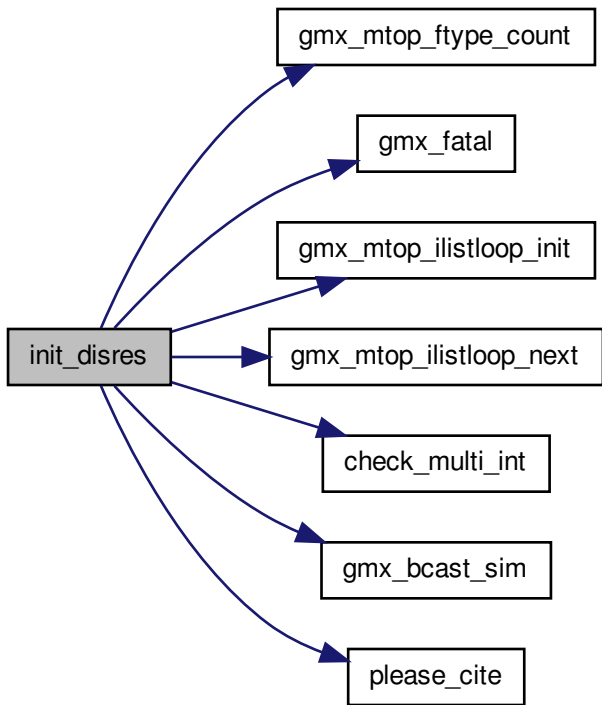 gmx_mtop_ftype_count
gmx_fatal
gmx_mtop_ilistloop_init
init_disres
gmx_mtop_ilistloop_next
check_multi_int
gmx_bcast_sim
please_cite